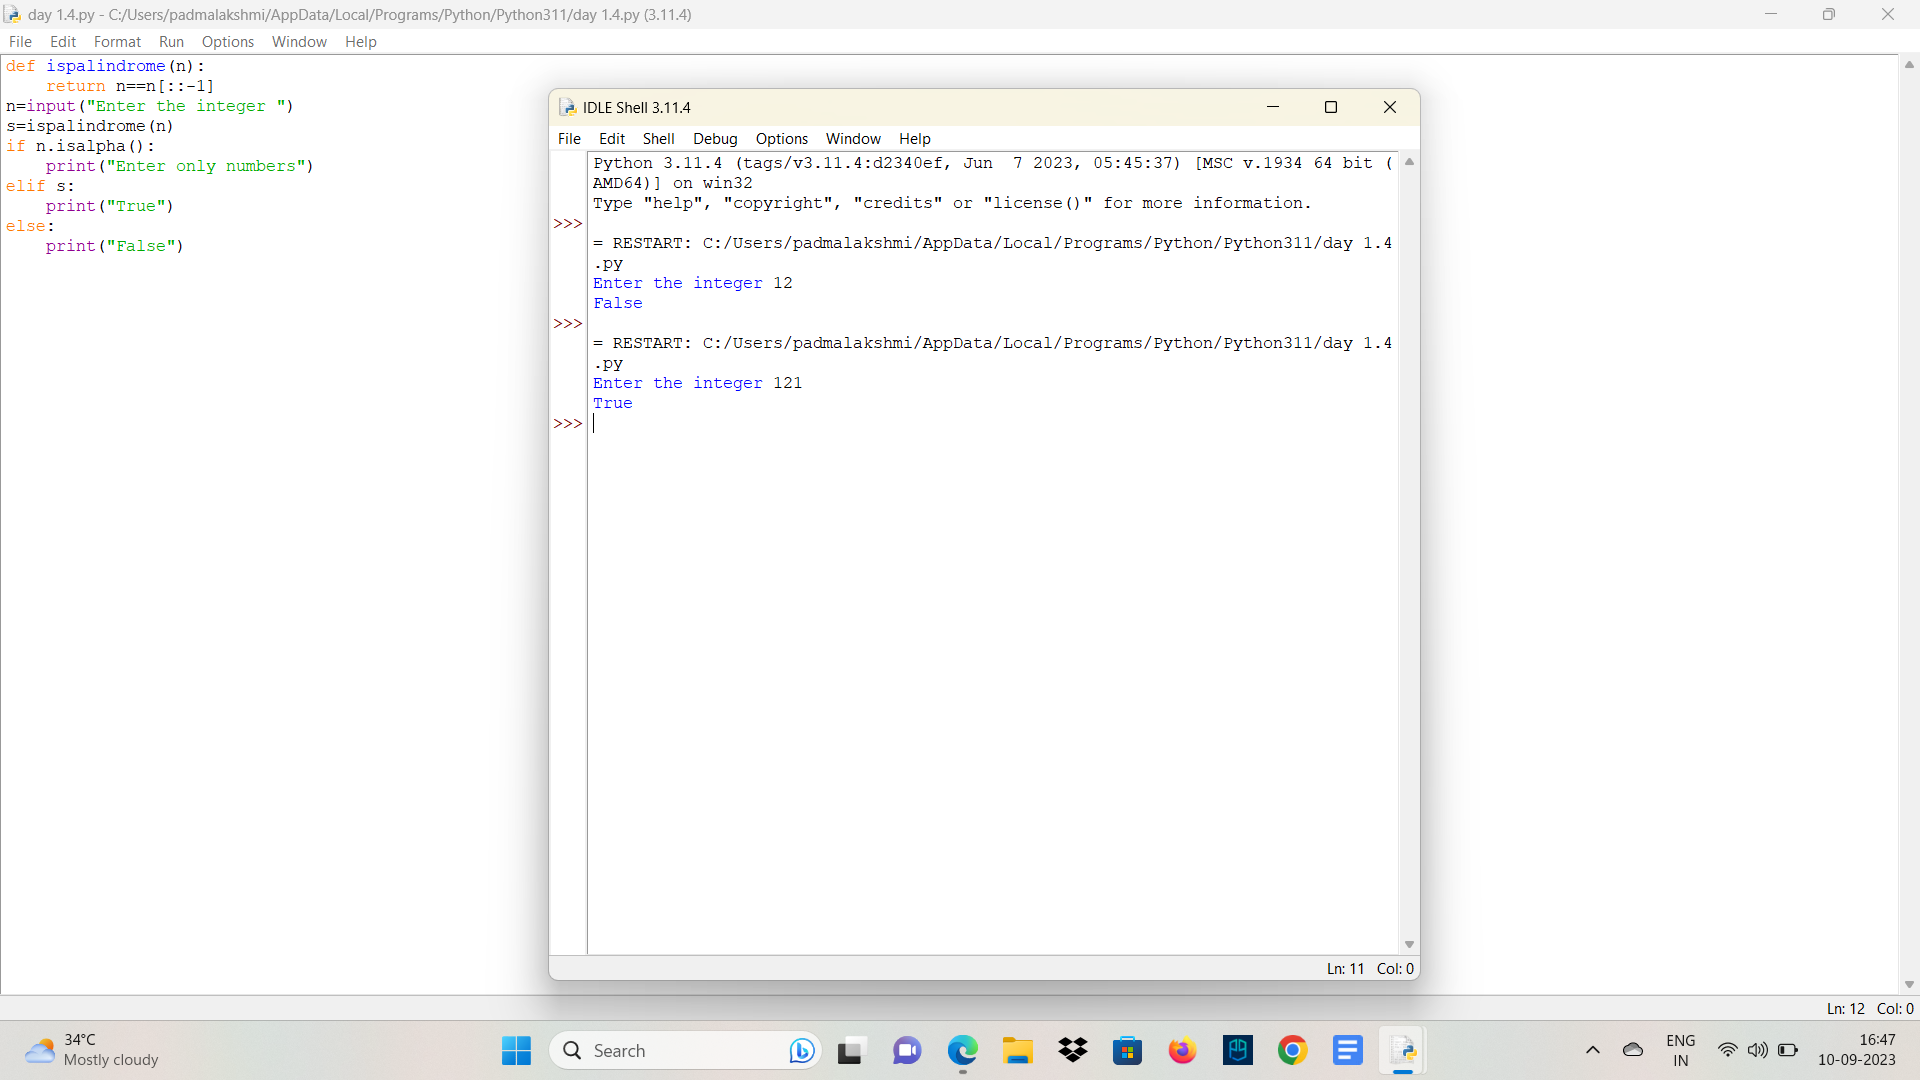 day 1.4.py - C:/Users/padmalakshmi/AppData/Local/Programs/Python/Python311/day 1.4.py (3.11.4)
File Edit Format Run Options Window Help
def ispalindrome(n):
    return n==n[::-1]
n=input("Enter the integer ")
s=ispalindrome(n)
if n.isalpha():
    print("Enter only numbers")
elif s:
    print("True")
else:
    print("False")
IDLE Shell 3.11.4
File Edit Shell Debug Options Window Help
Python 3.11.4 (tags/v3.11.4:d2340ef, Jun  7 2023, 05:45:37) [MSC v.1934 64 bit (
AMD64)] on win32
Type "help", "copyright", "credits" or "license()" for more information.
>>>
= RESTART: C:/Users/padmalakshmi/AppData/Local/Programs/Python/Python311/day 1.4
.py
Enter the integer 12
False
>>>
= RESTART: C:/Users/padmalakshmi/AppData/Local/Programs/Python/Python311/day 1.4
.py
Enter the integer 121
True
>>>
Ln: 11 Col: 0
Ln: 12 Col: 0
34°C
Mostly cloudy
Search
ENG
IN
16:47
10-09-2023